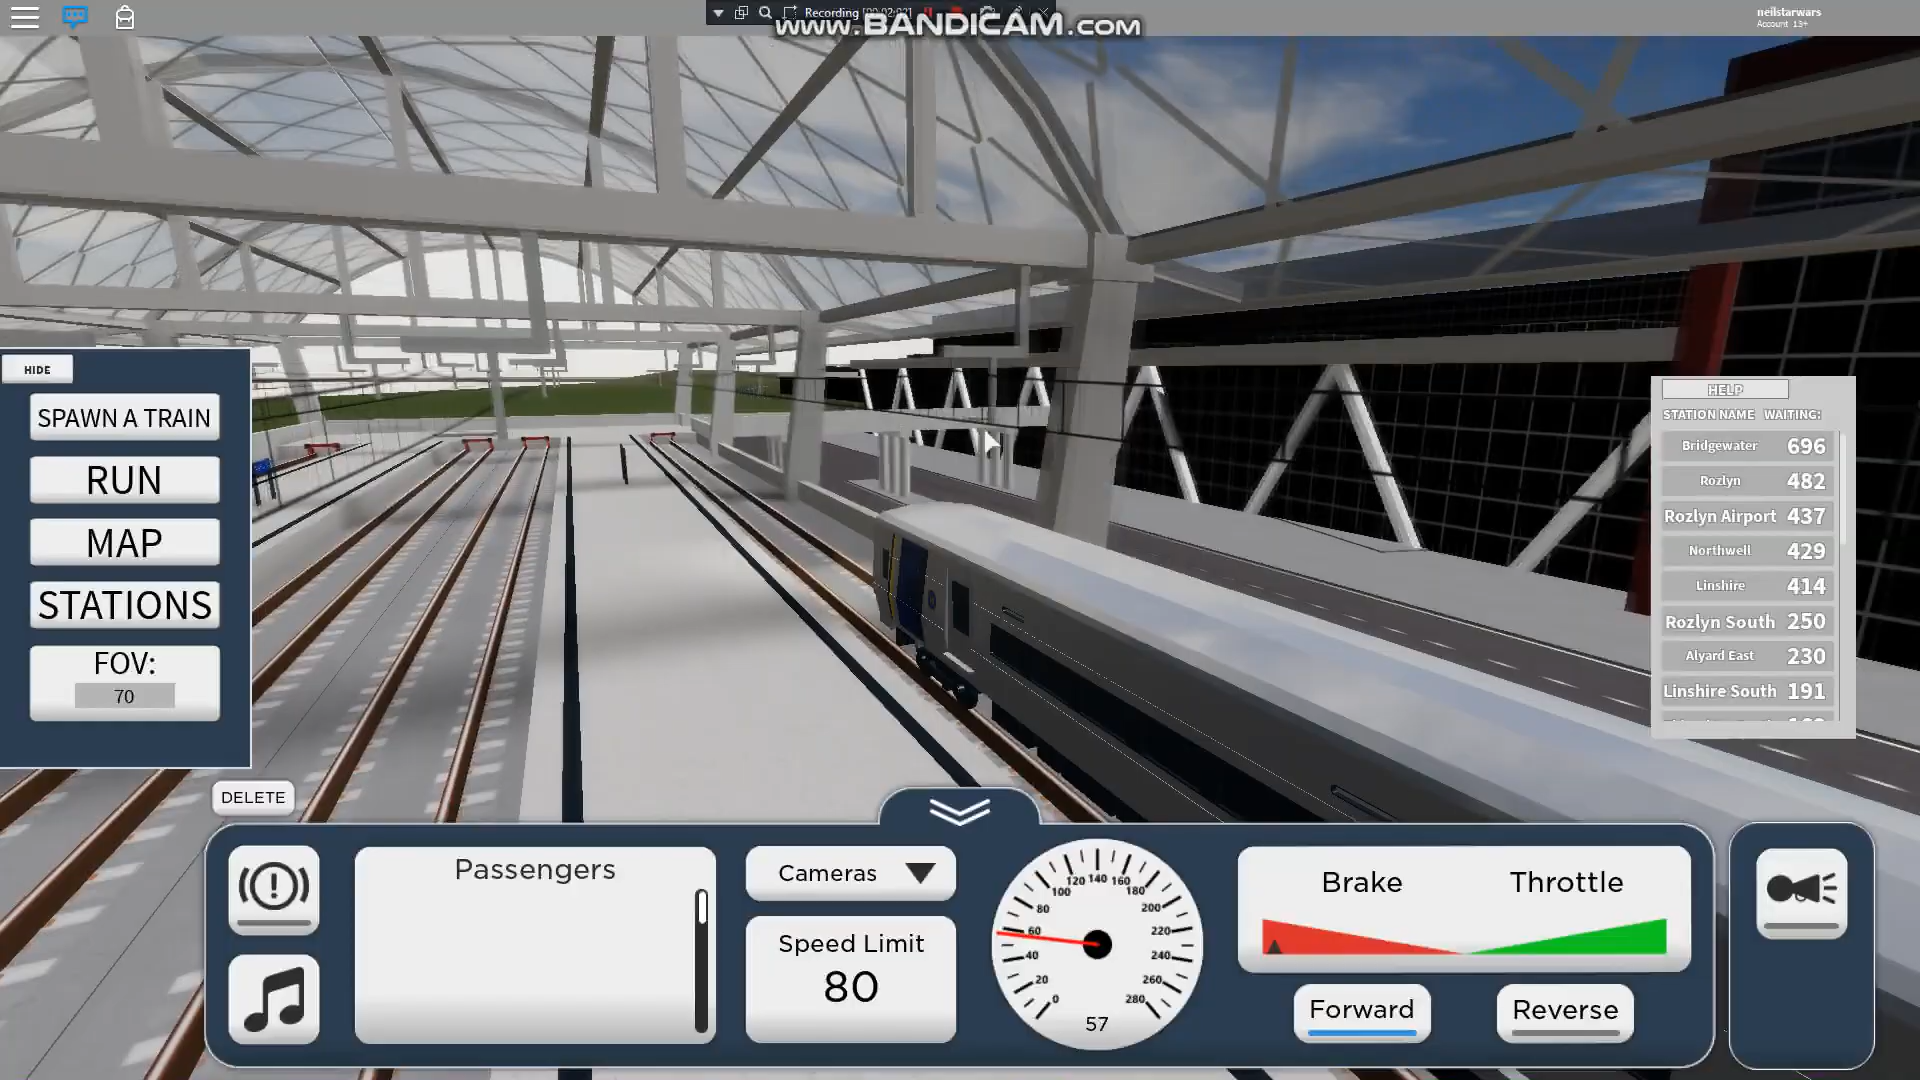 Recording
www.BANDICAM.com
neilstarwars
Account: 13+
HIDE
SPAWN A TRAIN
RUN
MAP
STATIONS
FOV:
70
DELETE
HELP
STATION NAME WAITING:
Bridgewater 696
Rozlyn 482
Rozlyn Airport 437
Northwell 429
Linshire 414
Rozlyn South 250
Alyard East 230
Linshire South 191
Passengers
Cameras
Speed Limit
80
0 20 40 60 80 100 120 140 160 180 200 220 240 260 280
57
Brake Throttle
Forward Reverse